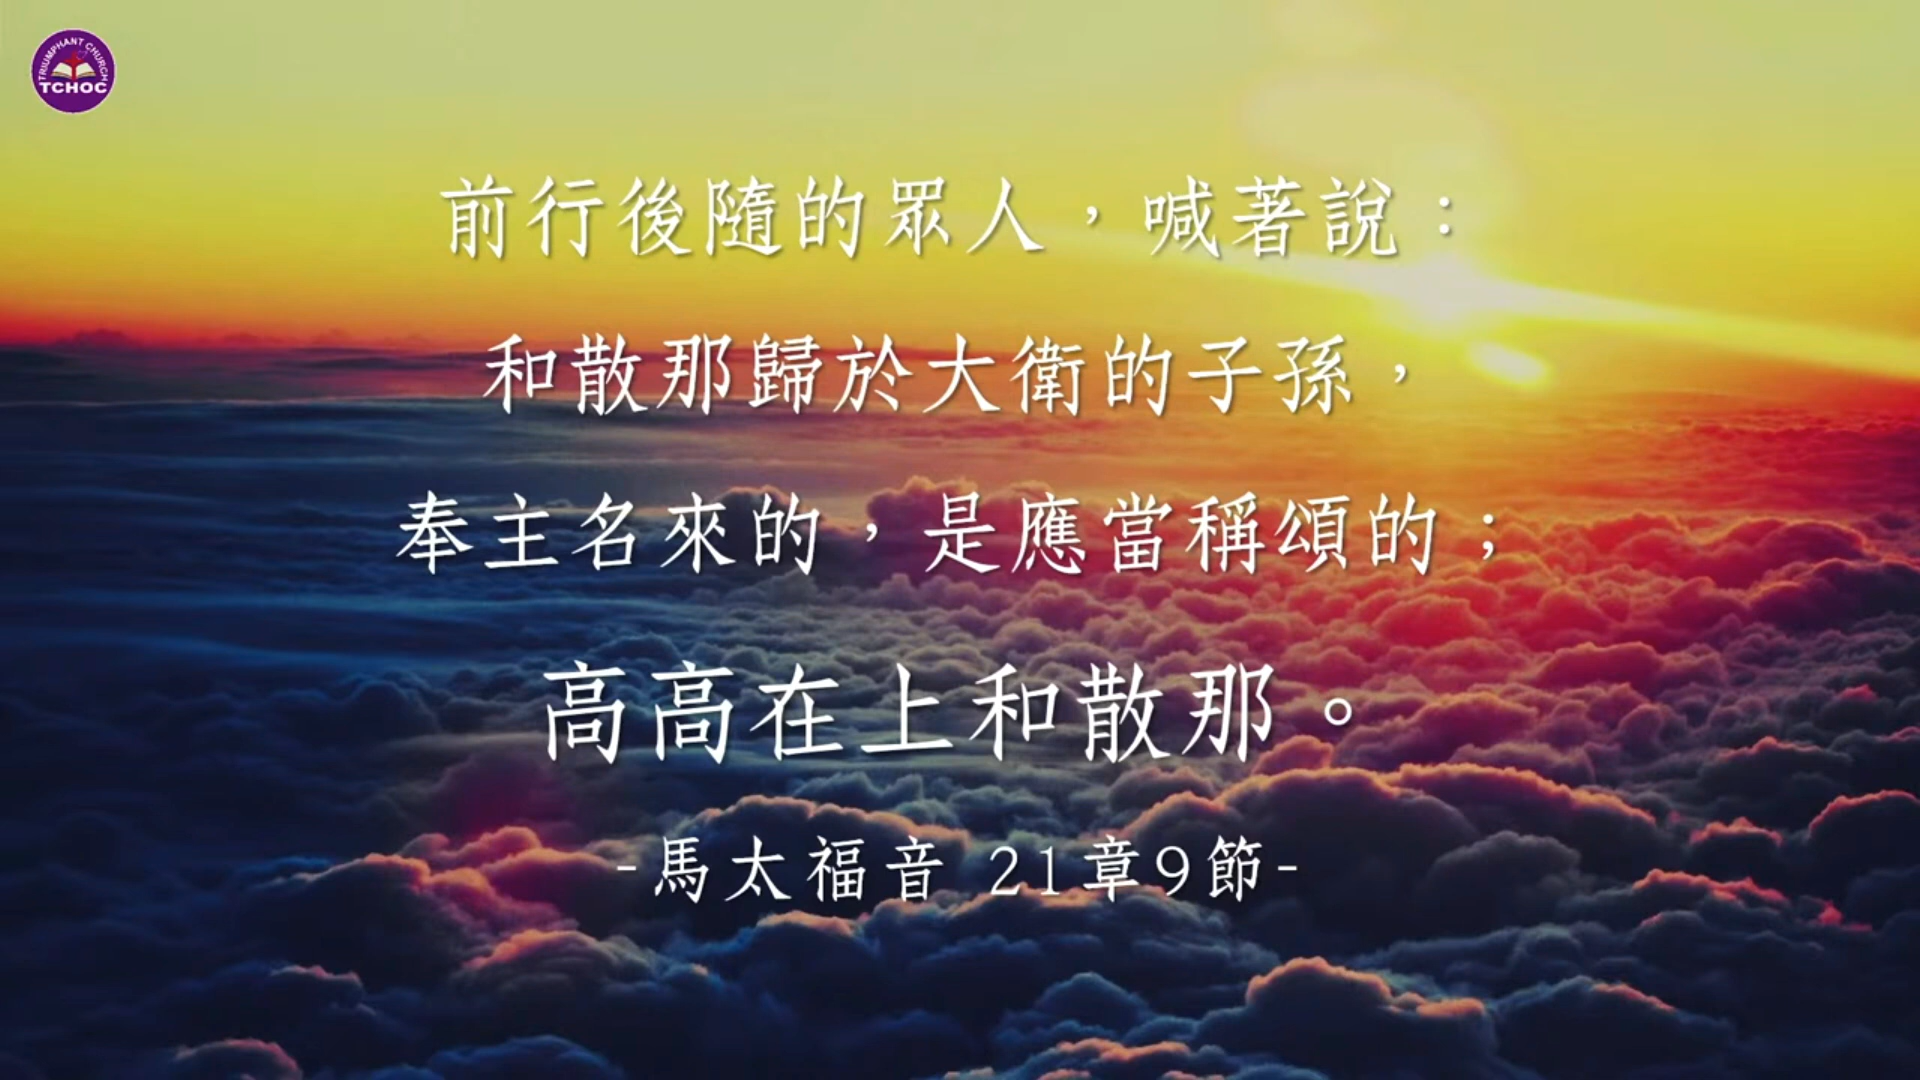 TRIUMPHANT CHURCH
TCHOC
前行後隨的眾人，喊著說：
和散那歸於大衛的子孫，
奉主名來的，是應當稱頌的；
高高在上和散那。
-馬太福音 21章9節-